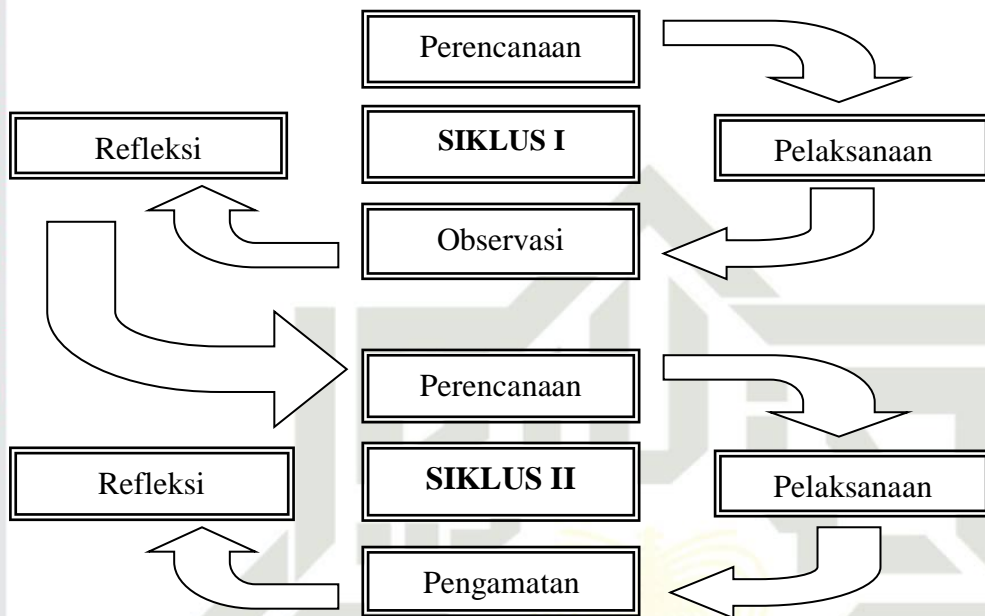 Perencanaan
Refleksi
SIKLUS I
Pelaksanaan
Observasi
Perencanaan
Refleksi
SIKLUS II
Pelaksanaan
Pengamatan